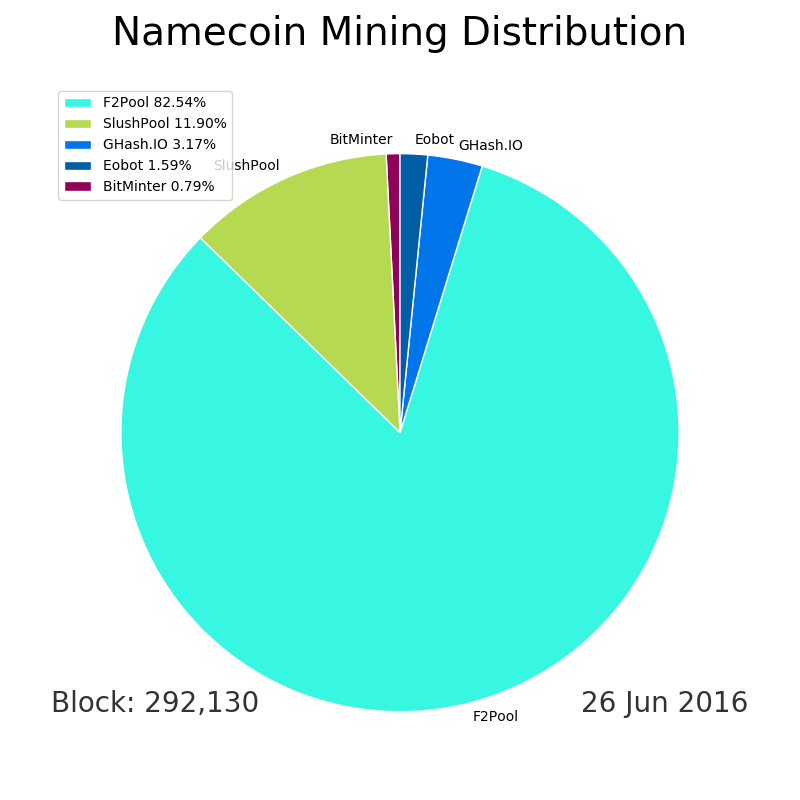 Namecoin Mining Distribution
F2Pool 82.54%
SlushPool 11.90%
GHash.IO 3.17%
Eobot 1.59%
BitMinter 0.79%
BitMinter
Eobot
GHash.IO
SlushPool
F2Pool
Block: 292,130
26 Jun 2016